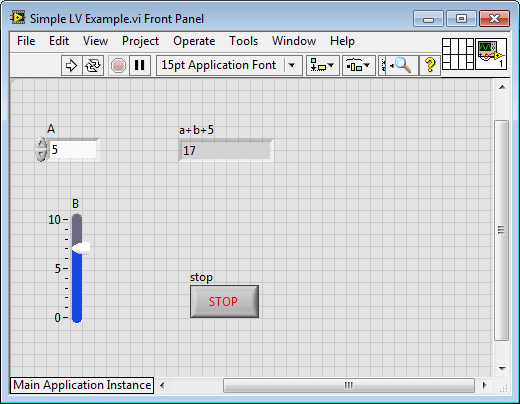 Simple LV Example.vi Front Panel
File Edit View Project Operate Tools Window Help
15pt Application Font
?
1
A
5
a+b+5
17
B
10
5
0
stop
STOP
Main Application Instance